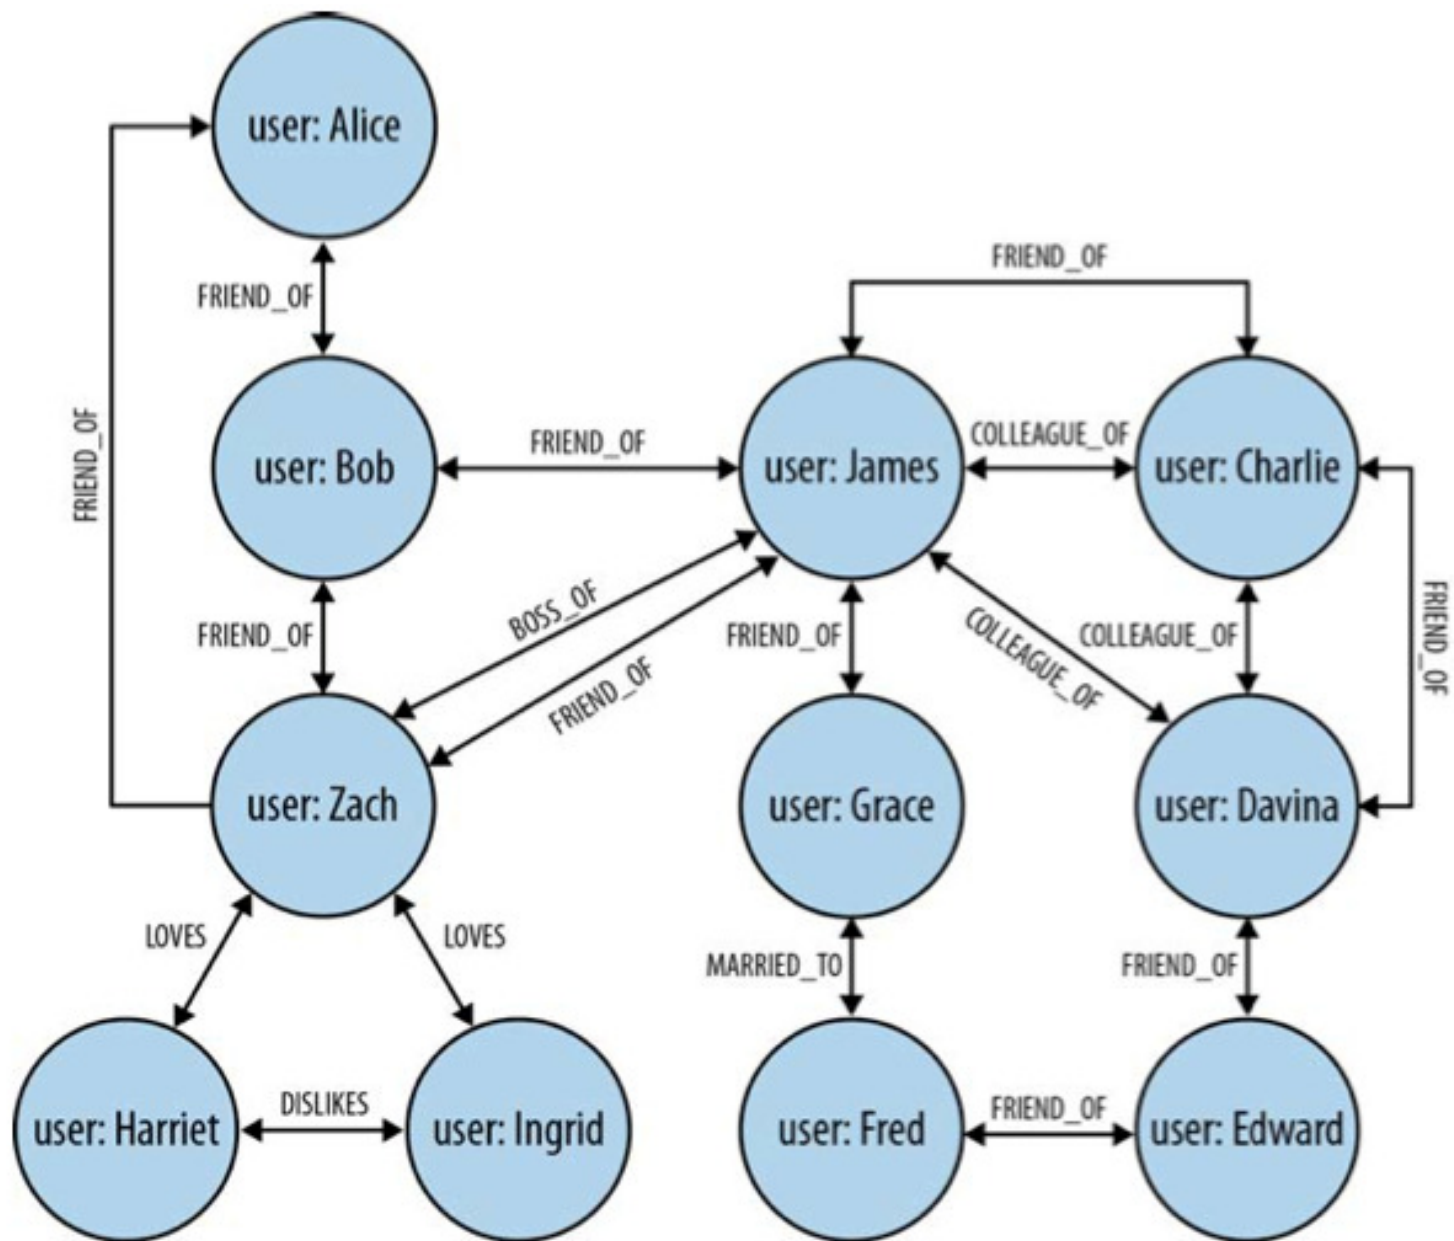 user: Alice
FRIEND_OF
FRIEND_OF
FRIEND_OF
user: Bob
FRIEND_OF
user: James
COLLEAGUE_OF
user: Charlie
FRIEND_OF
BOSS_OF
FRIEND_OF
FRIEND_OF
COLLEAGUE_OF
COLLEAGUE_OF
FRIEND_OF
FRIEND_OF
user: Zach
user: Grace
user: Davina
LOVES
LOVES
MARRIED_TO
FRIEND_OF
user: Harriet
DISLIKES
user: Ingrid
user: Fred
FRIEND_OF
user: Edward